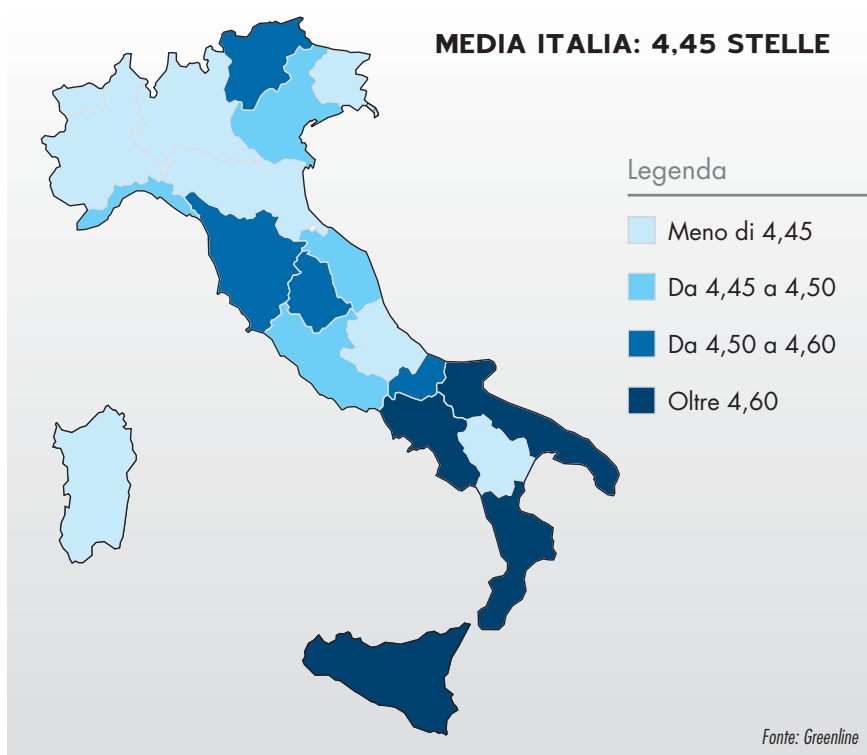 MEDIA ITALIA: 4,45 STELLE
Legenda
Meno di 4,45
Da 4,45 a 4,50
Da 4,50 a 4,60
Oltre 4,60
Fonte: Greenline